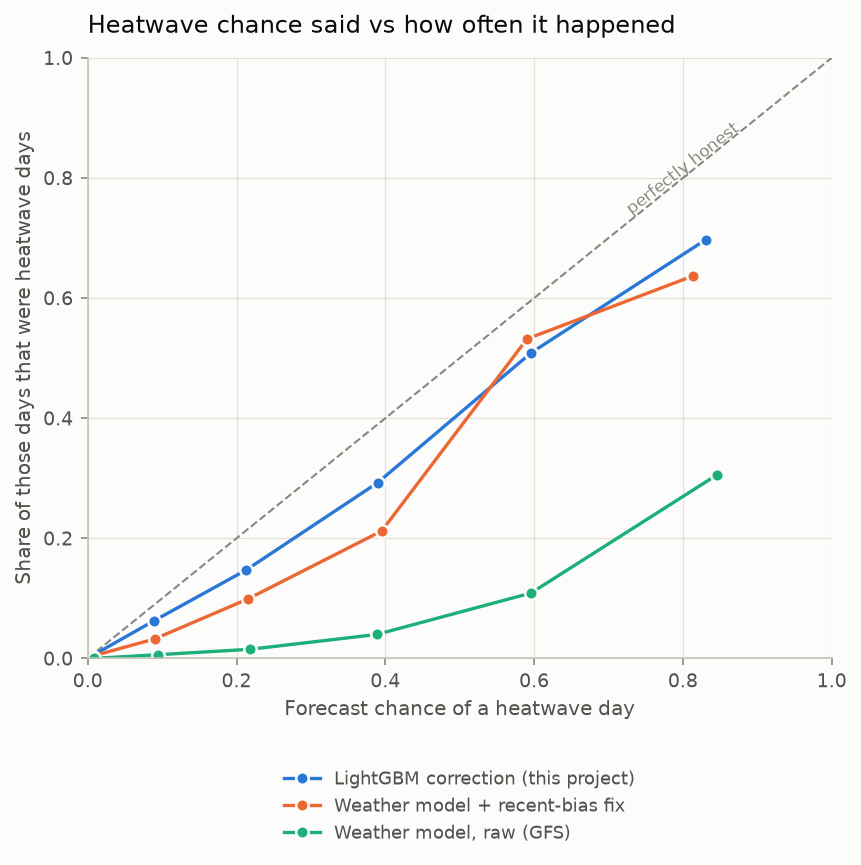 Heatwave chance said vs how often it happened
Share of those days that were heatwave days
1.0
0.8
0.6
0.4
0.2
0.0
perfectly honest
0.0 0.2 0.4 0.6 0.8 1.0
Forecast chance of a heatwave day
LightGBM correction (this project)
Weather model + recent-bias fix
Weather model, raw (GFS)